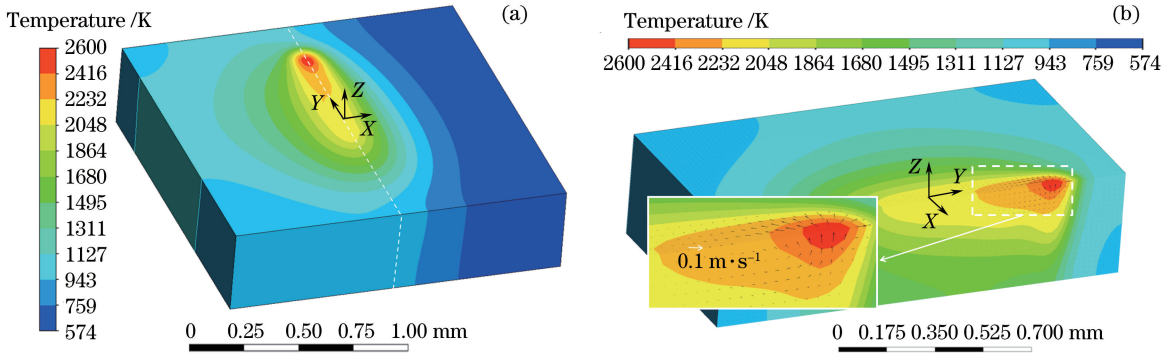 Temperature /K
(a)
2600
2416
2232
2048
1864
1680
1495
1311
1127
943
759
574
Z
Y
X
0 0.25 0.50 0.75 1.00 mm
Temperature /K
(b)
2600 2416 2232 2048 1864 1680 1495 1311 1127 943 759 574
Z
Y
X
0.1 m·s⁻¹
0 0.175 0.350 0.525 0.700 mm